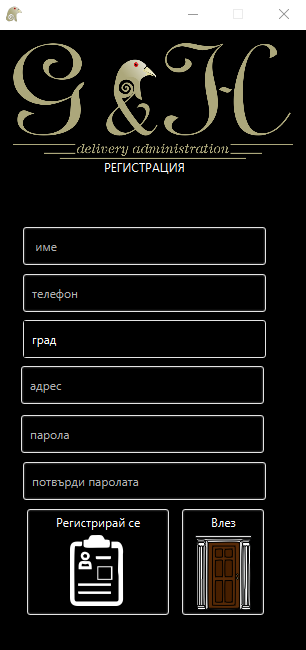 G&H
delivery administration
РЕГИСТРАЦИЯ
име
телефон
град
адрес
парола
потвърди паролата
Регистрирай се
Влез